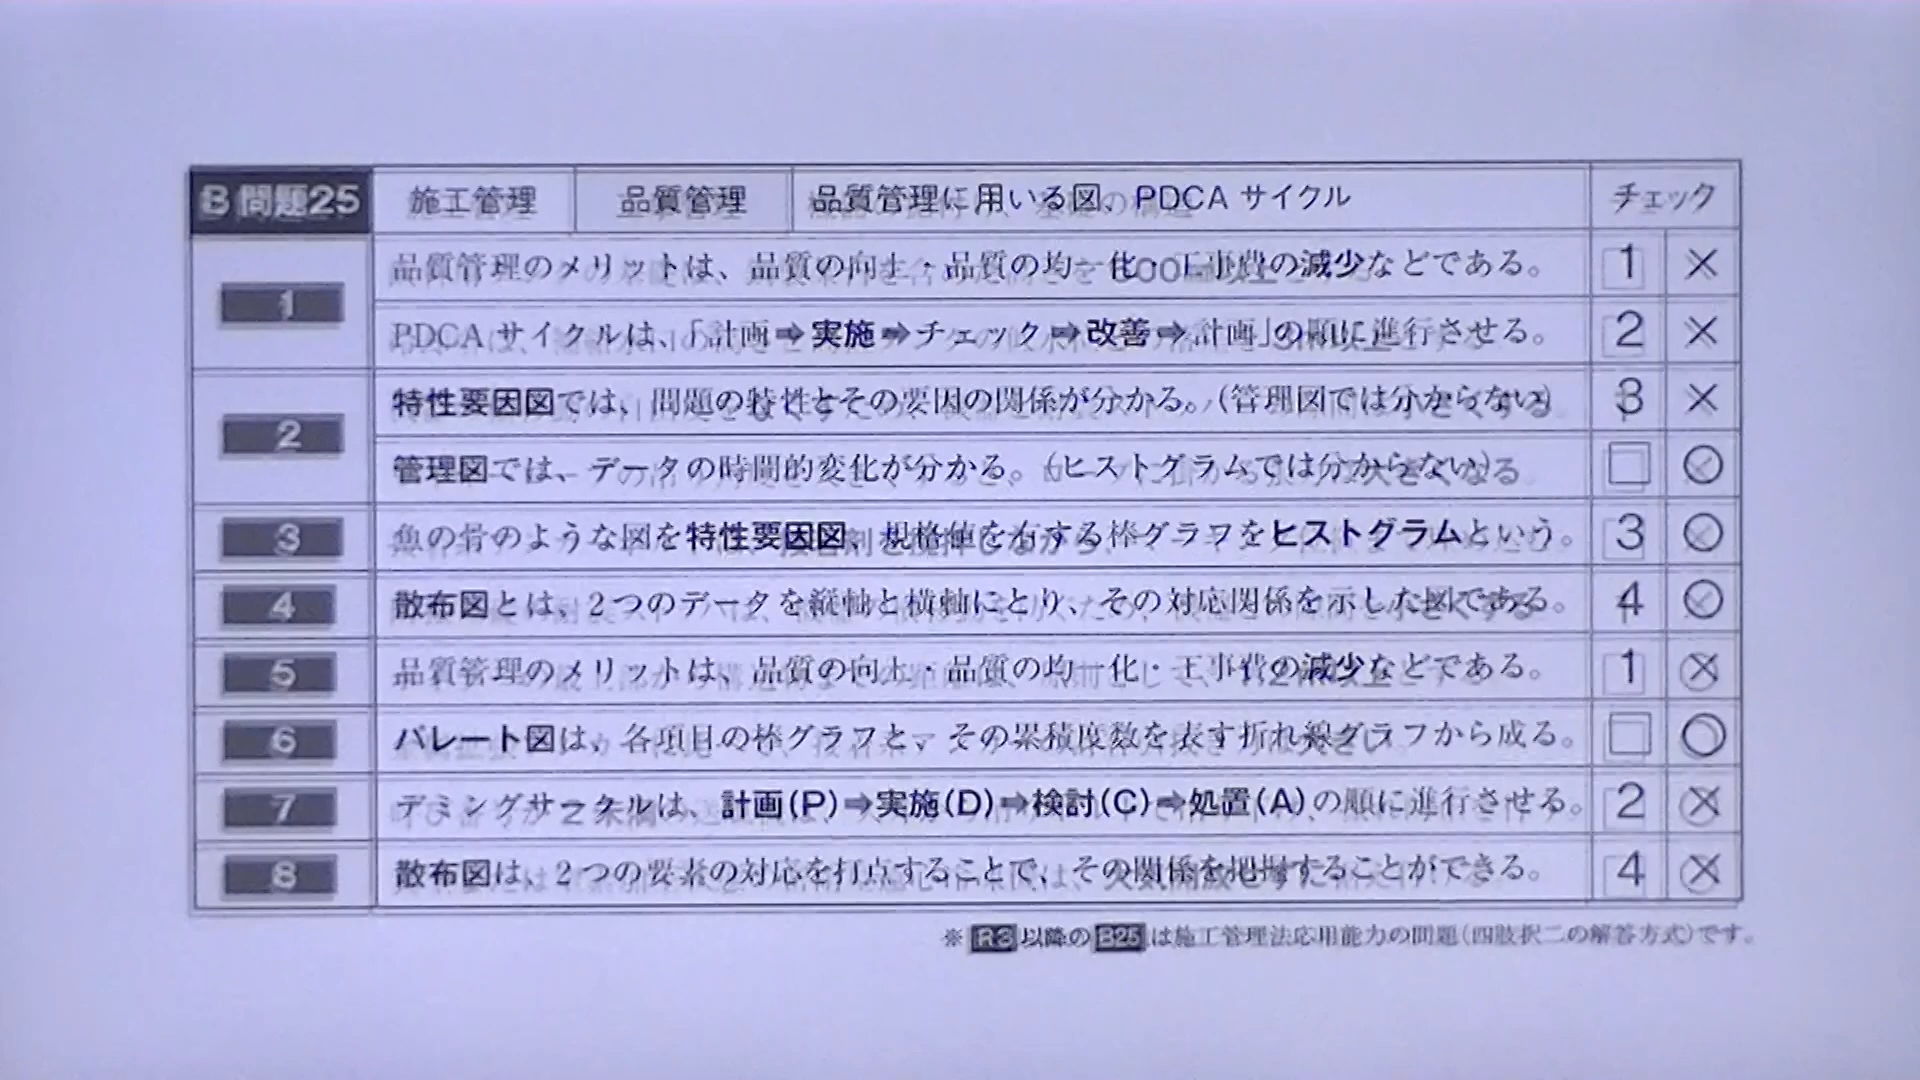 B 問題25 施工管理 品質管理 品質管理に用いる図、PDCA サイクル チェック
1 品質管理のメリットは、品質の向上・品質の均一化・工事費の減少などである。 1 ×
PDCA サイクルは、「計画⇒実施⇒チェック⇒改善⇒計画」の順に進行させる。 2 ×
2 特性要因図では、問題の特性とその要因の関係が分かる。(管理図では分からない) 3 ×
管理図では、データの時間的変化が分かる。(ヒストグラムでは分からない) □ ○
3 魚の骨のような図を特性要因図、規格値を有する棒グラフをヒストグラムという。 3 ○
4 散布図とは、2つのデータを縦軸と横軸にとり、その対応関係を示した図である。 4 ○
5 品質管理のメリットは、品質の向上・品質の均一化・工事費の減少などである。 1 ×
6 パレート図は、各項目の棒グラフと、その累積度数を表す折れ線グラフから成る。 □ ○
7 デミングサークルは、計画(P)⇒実施(D)⇒検討(C)⇒処置(A)の順に進行させる。 2 ×
8 散布図は、2つの要素の対応を打点することで、その関係を把握することができる。 4 ×
※ R3 以降の B25 は施工管理法応用能力の問題(四肢択二の解答方式)です。